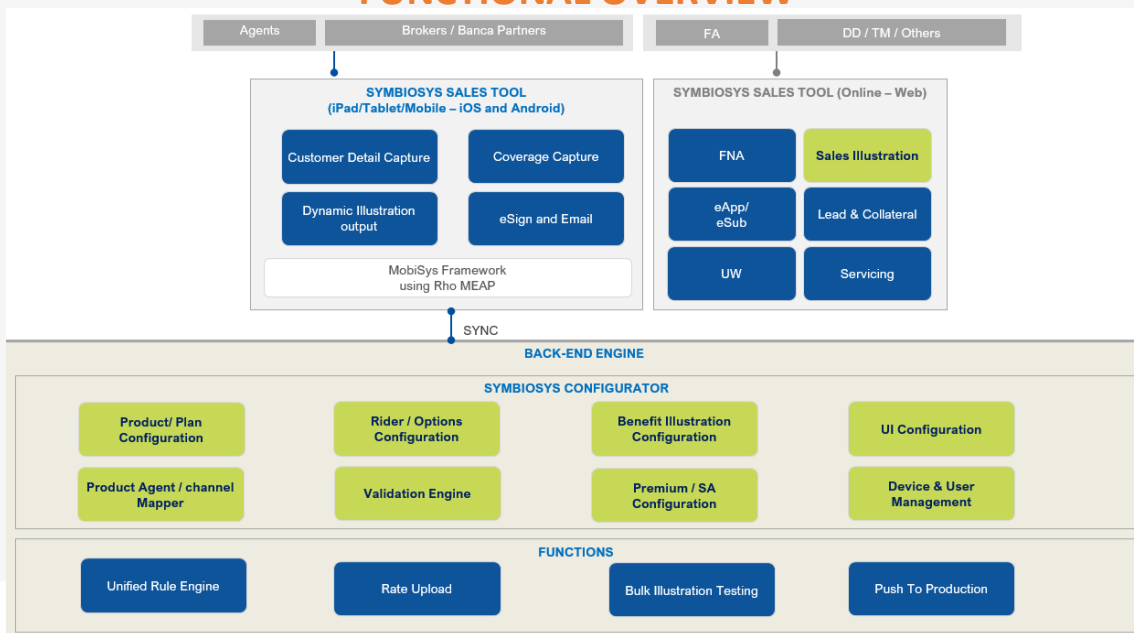 FUNCTIONAL OVERVIEW
Agents
Brokers / Banca Partners
FA
DD / TM / Others
SYMBIOSYS SALES TOOL
(iPad/Tablet/Mobile – iOS and Android)
SYMBIOSYS SALES TOOL (Online – Web)
Customer Detail Capture
Coverage Capture
Dynamic Illustration
output
eSign and Email
MobiSys Framework
using Rho MEAP
FNA
Sales Illustration
eApp/
eSub
Lead & Collateral
UW
Servicing
SYNC
BACK-END ENGINE
SYMBIOSYS CONFIGURATOR
Product/ Plan
Configuration
Rider / Options
Configuration
Benefit Illustration
Configuration
UI Configuration
Product Agent / channel
Mapper
Validation Engine
Premium / SA
Configuration
Device & User
Management
FUNCTIONS
Unified Rule Engine
Rate Upload
Bulk Illustration Testing
Push To Production